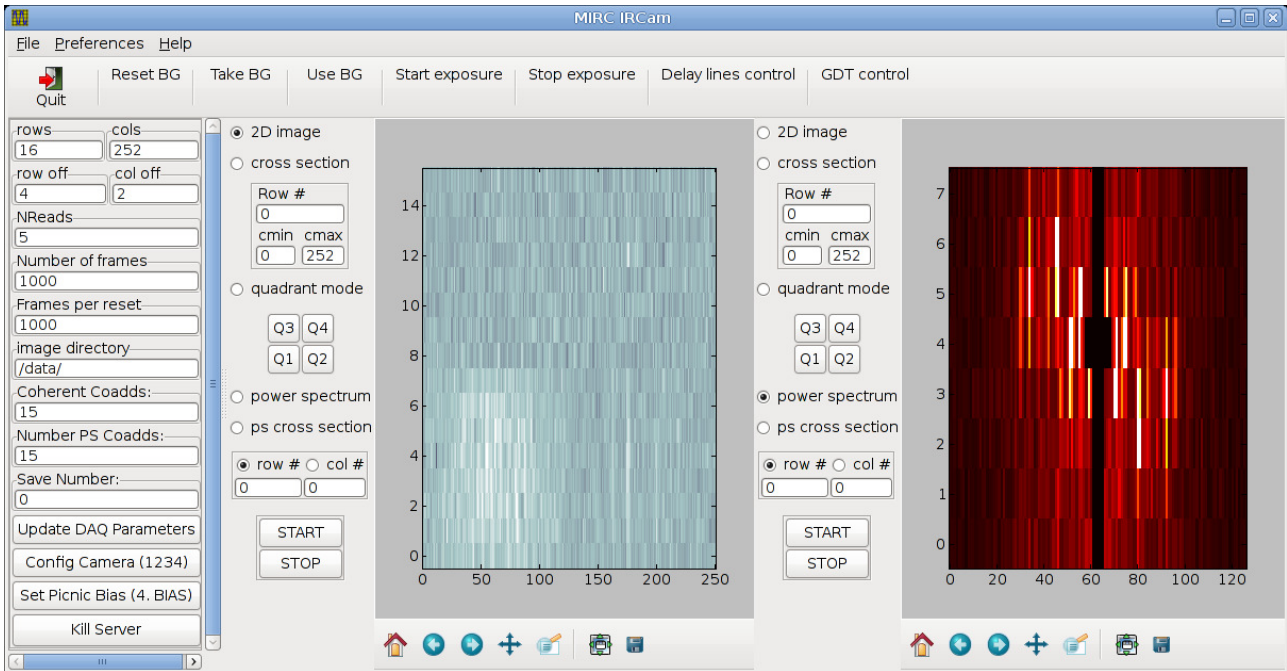 MIRC IRCam
File Preferences Help
Quit Reset BG Take BG Use BG Start exposure Stop exposure Delay lines control GDT control
rows cols
16 252
row off col off
4 2
NReads
5
Number of frames
1000
Frames per reset
1000
image directory
/data/
Coherent Coadds:
15
Number PS Coadds:
15
Save Number:
0
Update DAQ Parameters
Config Camera (1234)
Set Picnic Bias (4. BIAS)
Kill Server
2D image
cross section
Row #
0
cmin cmax
0 252
quadrant mode
Q3 Q4
Q1 Q2
power spectrum
ps cross section
row # col #
0 0
START
STOP
14
12
10
8
6
4
2
0
0 50 100 150 200 250
2D image
cross section
Row #
0
cmin cmax
0 252
quadrant mode
Q3 Q4
Q1 Q2
power spectrum
ps cross section
row # col #
0 0
START
STOP
7
6
5
4
3
2
1
0
0 20 40 60 80 100 120